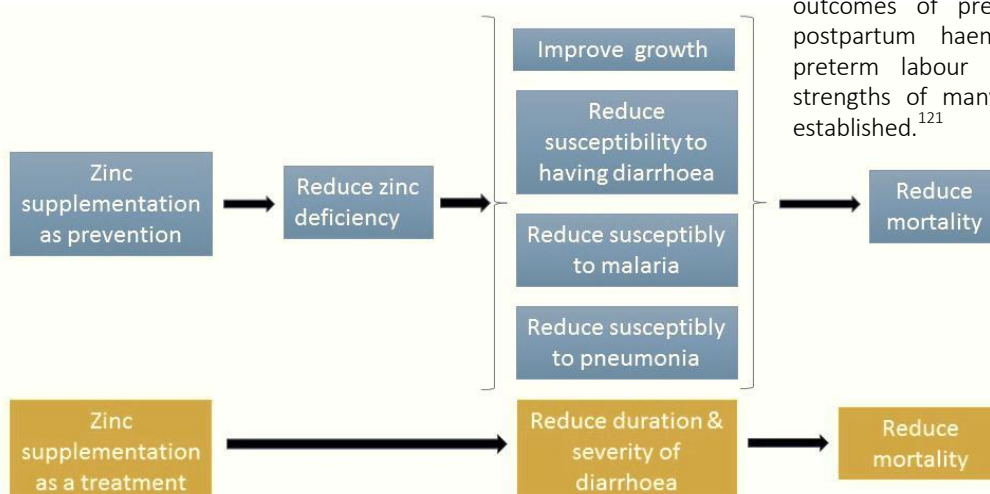 outcomes of pre
postpartum haem
preterm labour
strengths of many
established.121
Improve growth
Reduce
susceptibility to
having diarrhoea
Zinc
supplementation
as prevention
Reduce zinc
deficiency
Reduce susceptibly
to malaria
Reduce susceptibly
to pneumonia
Reduce
mortality
Zinc
supplementation
as a treatment
Reduce duration &
severity of
diarrhoea
Reduce
mortality